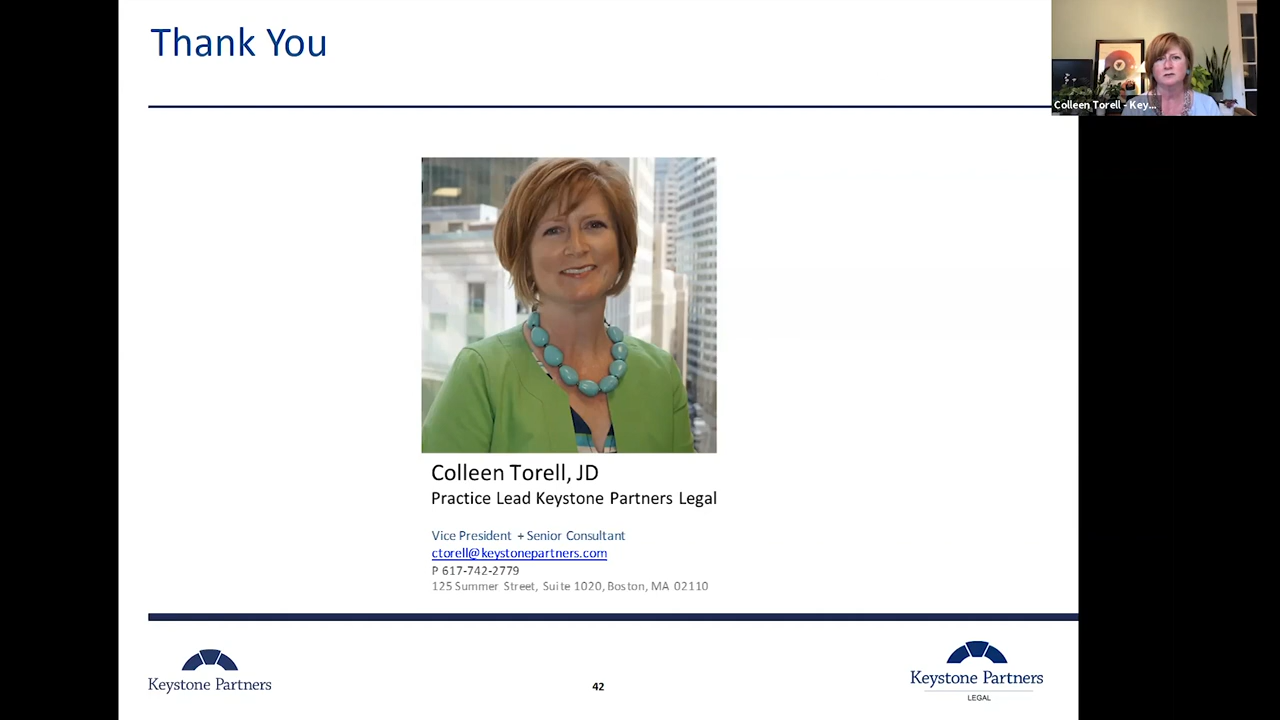 Thank You
Colleen Torell - Key...
Colleen Torell, JD
Practice Lead Keystone Partners Legal
Vice President + Senior Consultant
ctorell@keystonepartners.com
P 617-742-2779
125 Summer Street, Suite 1020, Boston, MA 02110
Keystone Partners
42
Keystone Partners
LEGAL